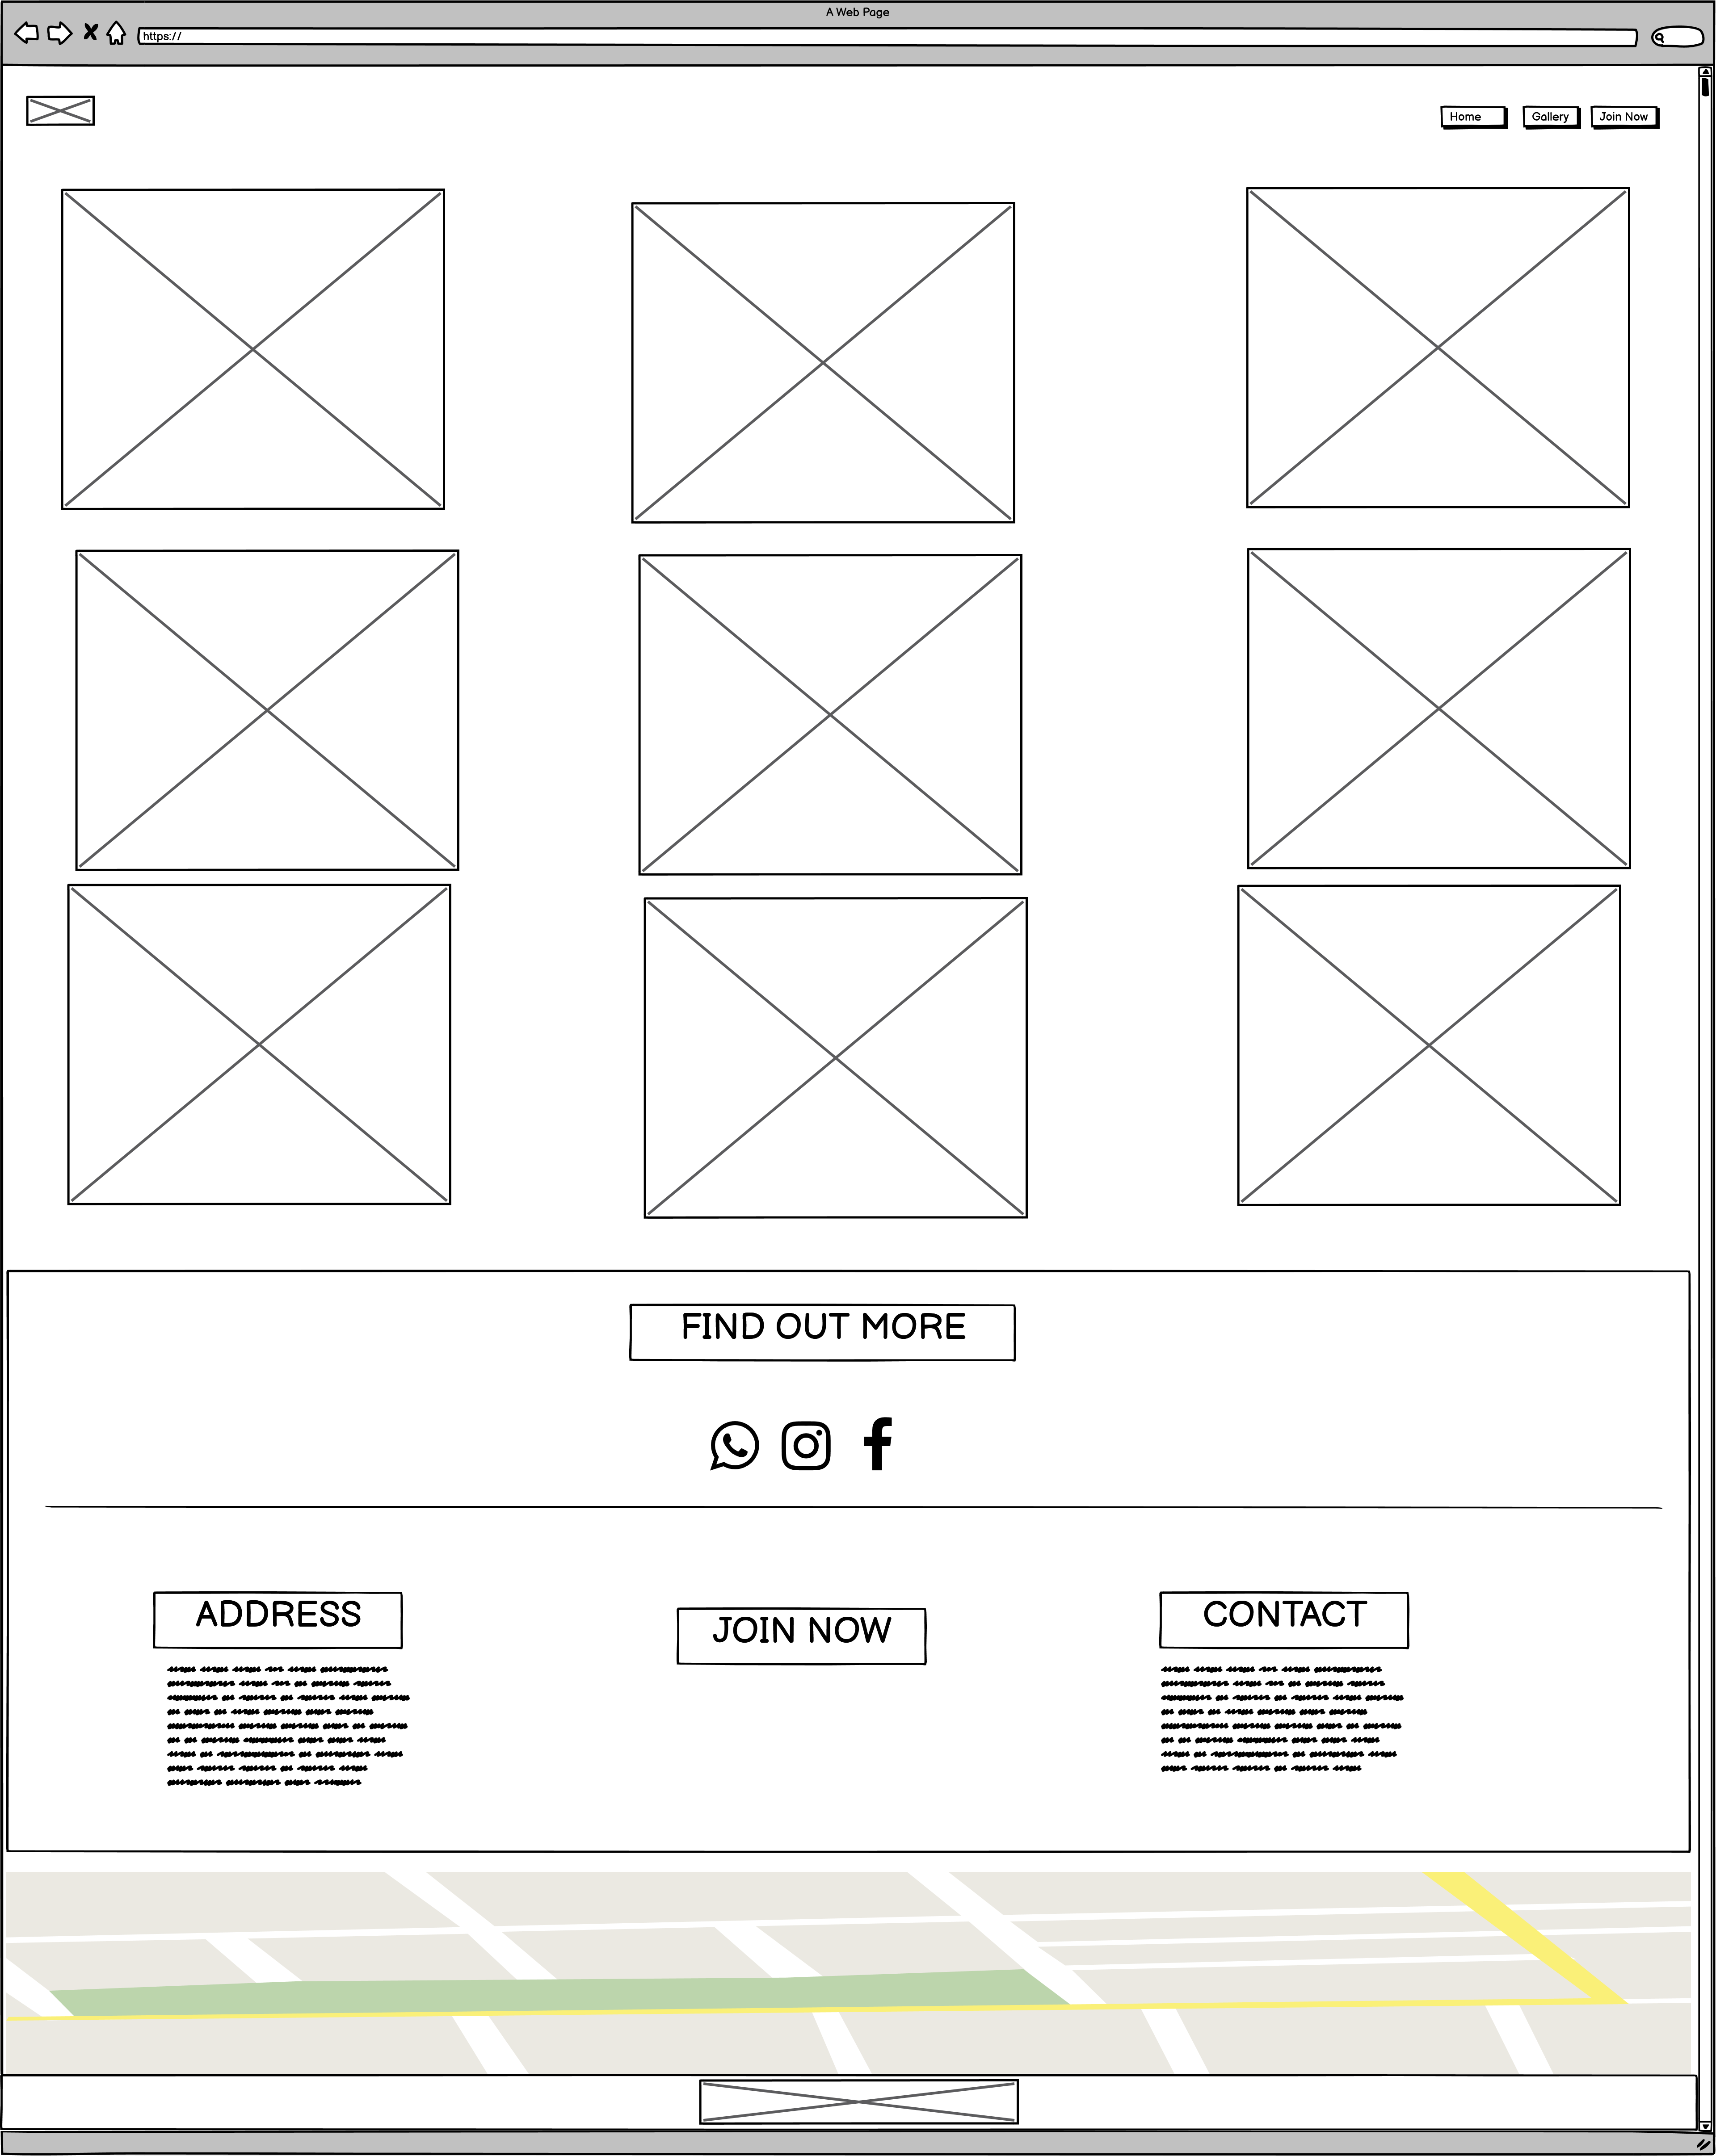 A Web Page
https://
Home
Gallery
Join Now
FIND OUT MORE
ADDRESS
JOIN NOW
CONTACT